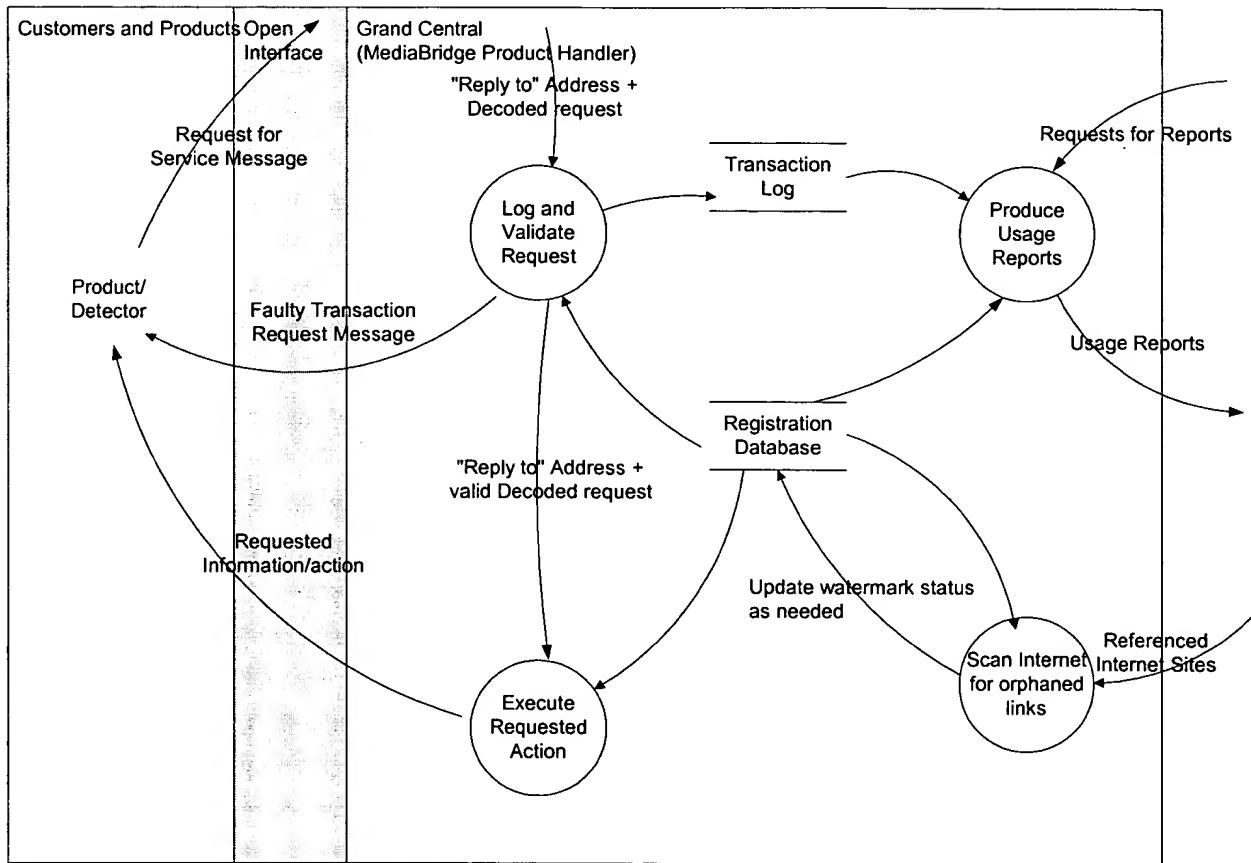 Customers and Products
Open
Interface
Grand Central
(MediaBridge Product Handler)
"Reply to" Address +
Decoded request
Request for
Service Message
Transaction
Log
Requests for Reports
Log and
Validate
Request
Produce
Usage
Reports
Product/
Detector
Faulty Transaction
Request Message
Usage Reports
Registration
Database
"Reply to" Address +
valid Decoded request
Requested
Information/action
Update watermark status
as needed
Referenced
Internet Sites
Scan Internet
for orphaned
links
Execute
Requested
Action